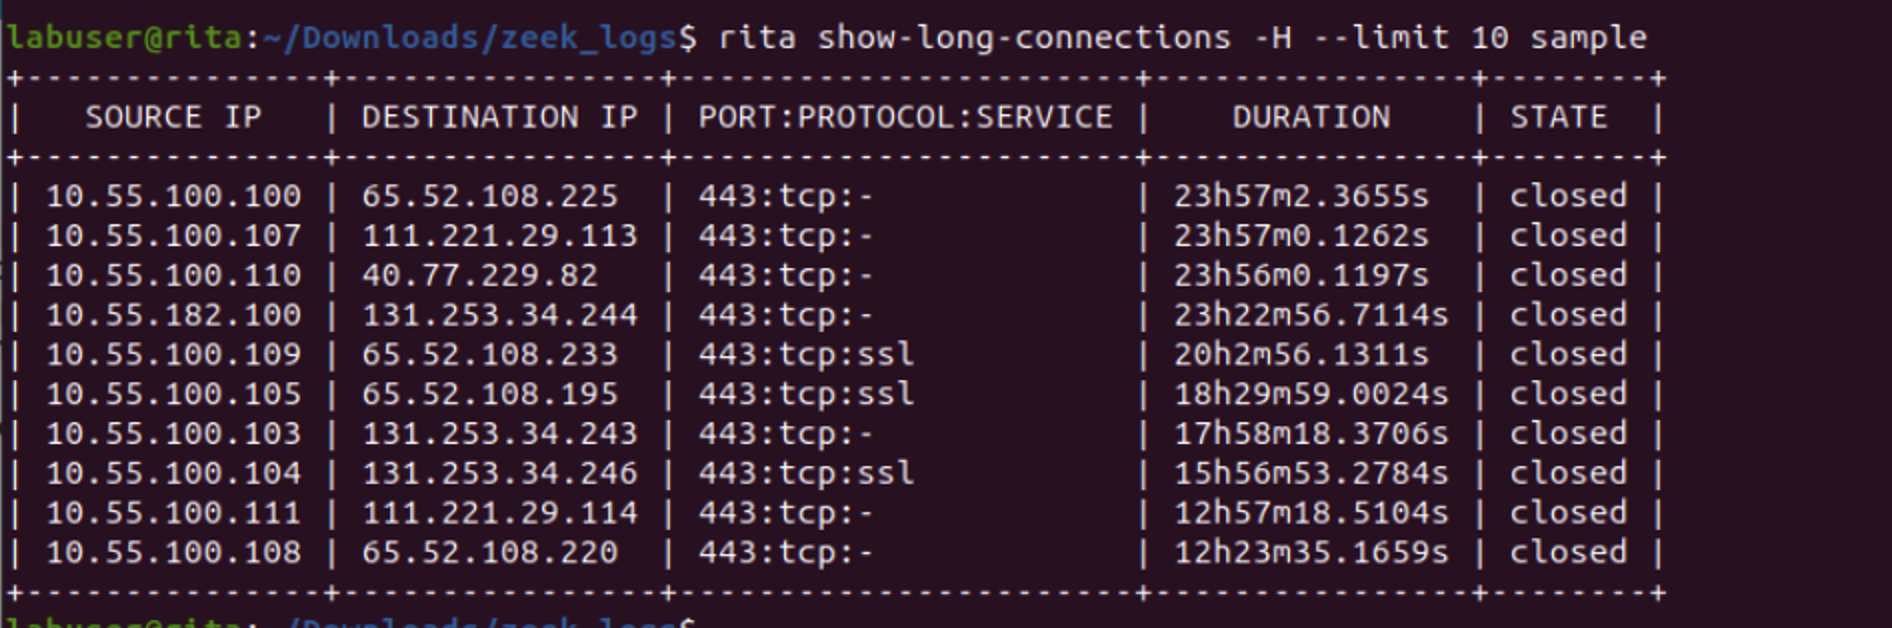 labuser@rita:~/Downloads/zeek_logs$ rita show-long-connections -H --limit 10 sample
+----------------+----------------+-----------------------+----------------+--------+
|   SOURCE IP    | DESTINATION IP | PORT:PROTOCOL:SERVICE |    DURATION    | STATE  |
+----------------+----------------+-----------------------+----------------+--------+
| 10.55.100.100 | 65.52.108.225  | 443:tcp:-             | 23h57m2.3655s  | closed |
| 10.55.100.107 | 111.221.29.113 | 443:tcp:-             | 23h57m0.1262s  | closed |
| 10.55.100.110 | 40.77.229.82   | 443:tcp:-             | 23h56m0.1197s  | closed |
| 10.55.182.100 | 131.253.34.244 | 443:tcp:-             | 23h22m56.7114s | closed |
| 10.55.100.109 | 65.52.108.233  | 443:tcp:ssl           | 20h2m56.1311s  | closed |
| 10.55.100.105 | 65.52.108.195  | 443:tcp:ssl           | 18h29m59.0024s | closed |
| 10.55.100.103 | 131.253.34.243 | 443:tcp:-             | 17h58m18.3706s | closed |
| 10.55.100.104 | 131.253.34.246 | 443:tcp:ssl           | 15h56m53.2784s | closed |
| 10.55.100.111 | 111.221.29.114 | 443:tcp:-             | 12h57m18.5104s | closed |
| 10.55.100.108 | 65.52.108.220  | 443:tcp:-             | 12h23m35.1659s | closed |
+----------------+----------------+-----------------------+----------------+--------+
labuser@rita:~/Downloads/zeek_logs$